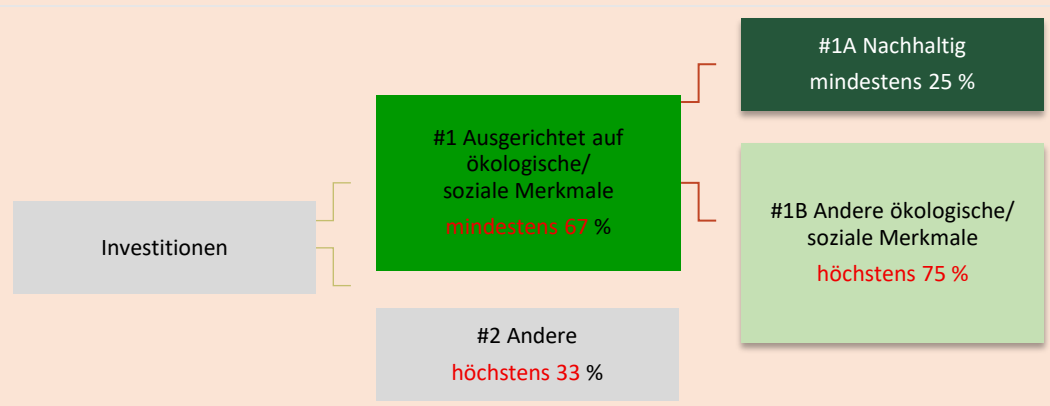 #1A Nachhaltig
mindestens 25 %
#1 Ausgerichtet auf
ökologische/
soziale Merkmale
mindestens 67 %
#1B Andere ökologische/
soziale Merkmale
höchstens 75 %
Investitionen
#2 Andere
höchstens 33 %